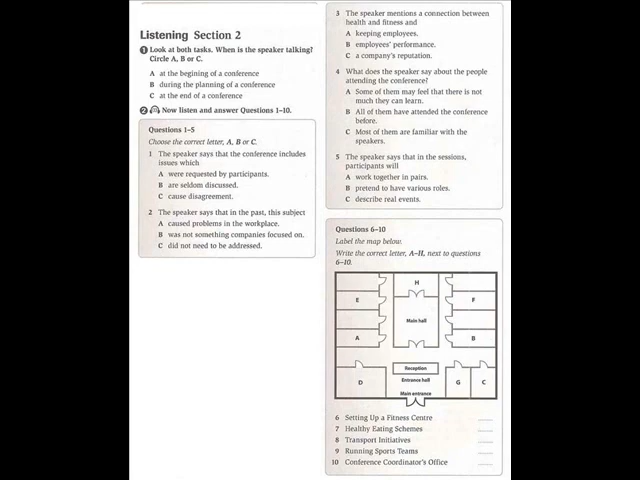 Listening Section 2
1 Look at both tasks. When is the speaker talking?
Circle A, B or C.
A at the begining of a conference
B during the planning of a conference
C at the end of a conference
2 Now listen and answer Questions 1–10.
Questions 1–5
Choose the correct letter, A, B or C.
1 The speaker says that the conference includes
issues which
A were requested by participants.
B are seldom discussed.
C cause disagreement.
2 The speaker says that in the past, this subject
A caused problems in the workplace.
B was not something companies focused on.
C did not need to be addressed.
3 The speaker mentions a connection between
health and fitness and
A keeping employees.
B employees' performance.
C a company's reputation.
4 What does the speaker say about the people
attending the conference?
A Some of them may feel that there is not
much they can learn.
B All of them have attended the conference
before.
C Most of them are familiar with the
speakers.
5 The speaker says that in the sessions,
participants will
A work together in pairs.
B pretend to have various roles.
C describe real events.
Questions 6–10
Label the map below.
Write the correct letter, A–H, next to questions
6–10.
H
E
F
Main hall
A
B
Reception
D
Entrance hall
G
C
Main entrance
6 Setting Up a Fitness Centre
7 Healthy Eating Schemes
8 Transport Initiatives
9 Running Sports Teams
10 Conference Coordinator's Office